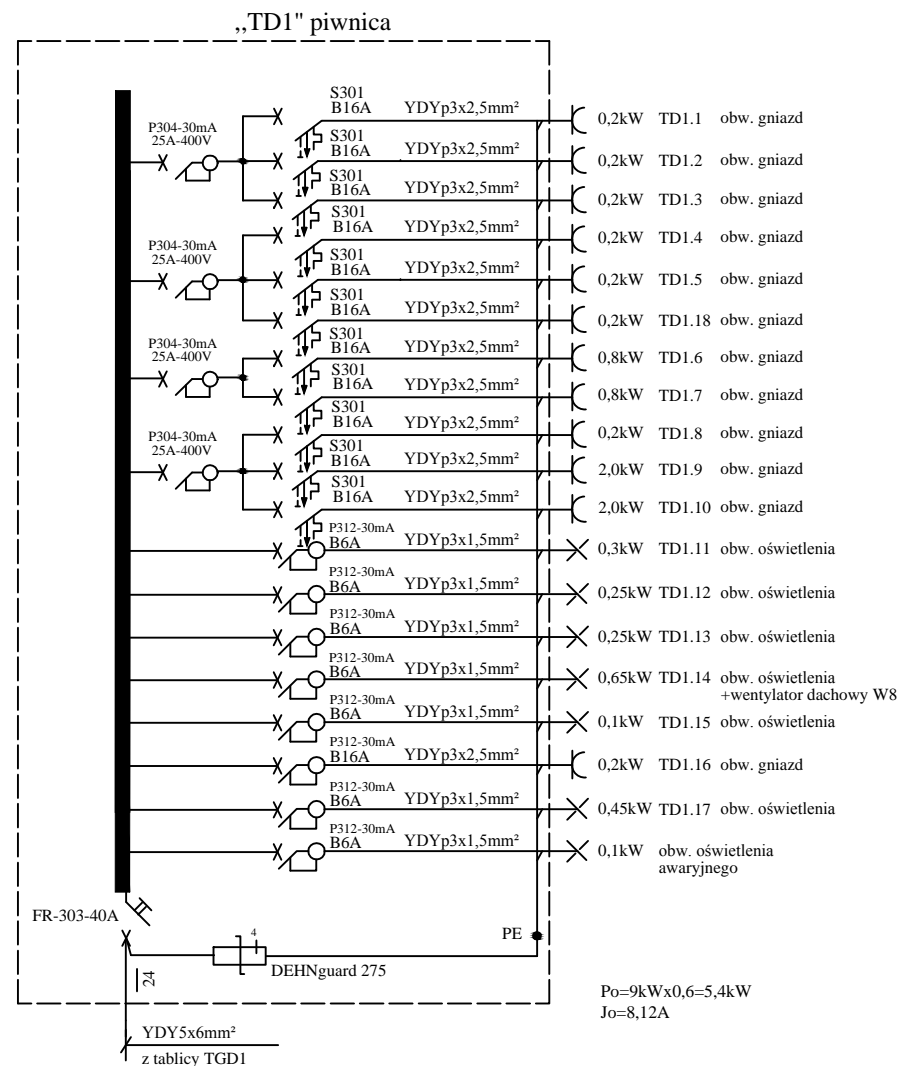 ,,TD1" piwnica
S301
B16A YDYp3x2,5mm² 0,2kW TD1.1 obw. gniazd
P304-30mA
25A-400V
S301
B16A YDYp3x2,5mm² 0,2kW TD1.2 obw. gniazd
S301
B16A YDYp3x2,5mm² 0,2kW TD1.3 obw. gniazd
S301
B16A YDYp3x2,5mm² 0,2kW TD1.4 obw. gniazd
P304-30mA
25A-400V
S301
B16A YDYp3x2,5mm² 0,2kW TD1.5 obw. gniazd
S301
B16A YDYp3x2,5mm² 0,2kW TD1.18 obw. gniazd
P304-30mA
25A-400V
S301
B16A YDYp3x2,5mm² 0,8kW TD1.6 obw. gniazd
S301
B16A YDYp3x2,5mm² 0,8kW TD1.7 obw. gniazd
S301
B16A YDYp3x2,5mm² 0,2kW TD1.8 obw. gniazd
P304-30mA
25A-400V
S301
B16A YDYp3x2,5mm² 2,0kW TD1.9 obw. gniazd
S301
B16A YDYp3x2,5mm² 2,0kW TD1.10 obw. gniazd
P312-30mA
B6A YDYp3x1,5mm² 0,3kW TD1.11 obw. oświetlenia
P312-30mA
B6A YDYp3x1,5mm² 0,25kW TD1.12 obw. oświetlenia
P312-30mA
B6A YDYp3x1,5mm² 0,25kW TD1.13 obw. oświetlenia
P312-30mA
B6A YDYp3x1,5mm² 0,65kW TD1.14 obw. oświetlenia
+wentylator dachowy W8
P312-30mA
B6A YDYp3x1,5mm² 0,1kW TD1.15 obw. oświetlenia
P312-30mA
B16A YDYp3x2,5mm² 0,2kW TD1.16 obw. gniazd
P312-30mA
B6A YDYp3x1,5mm² 0,45kW TD1.17 obw. oświetlenia
P312-30mA
B6A YDYp3x1,5mm² 0,1kW obw. oświetlenia
awaryjnego
FR-303-40A
PE
4
24
DEHNguard 275
Po=9kWx0,6=5,4kW
Jo=8,12A
YDY5x6mm²
z tablicy TGD1